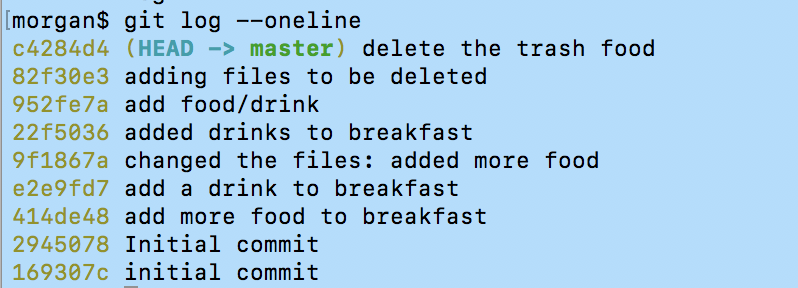 [morgan$ git log --oneline
c4284d4 (HEAD -> master) delete the trash food
82f30e3 adding files to be deleted
952fe7a add food/drink
22f5036 added drinks to breakfast
9f1867a changed the files: added more food
e2e9fd7 add a drink to breakfast
414de48 add more food to breakfast
2945078 Initial commit
169307c initial commit